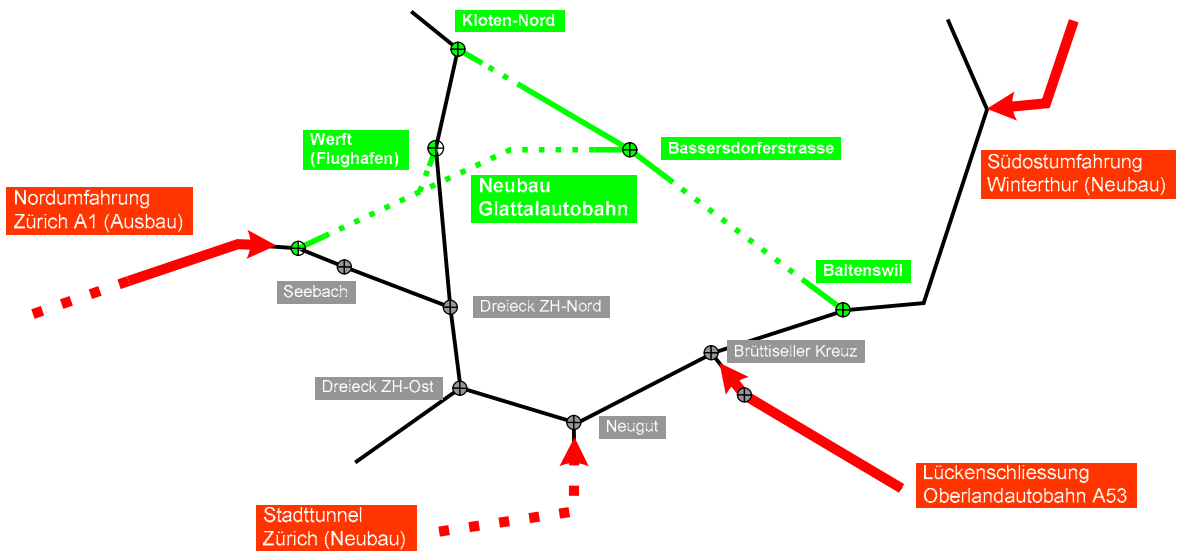 Kloten-Nord
Werft
(Flughafen)
Bassersdorferstrasse
Südostumfahrung
Winterthur (Neubau)
Neubau
Glattalautobahn
Nordumfahrung
Zürich A1 (Ausbau)
Baltenswil
Seebach
Dreieck ZH-Nord
Brüttiseller Kreuz
Dreieck ZH-Ost
Neugut
Lückenschliessung
Oberlandautobahn A53
Stadttunnel
Zürich (Neubau)